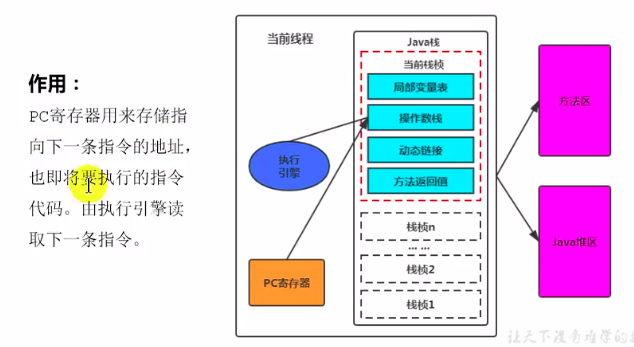 作用：
PC寄存器用来存储指
向下一条指令的地址，
也即将要执行的指令
代码。由执行引擎读
取下一条指令。
当前线程
执行
引擎
PC寄存器
Java栈
当前栈桢
局部变量表
操作数栈
动态链接
方法返回值
栈桢n
... ...
栈桢2
栈桢1
方法区
Java堆区
让天下没有难学的技